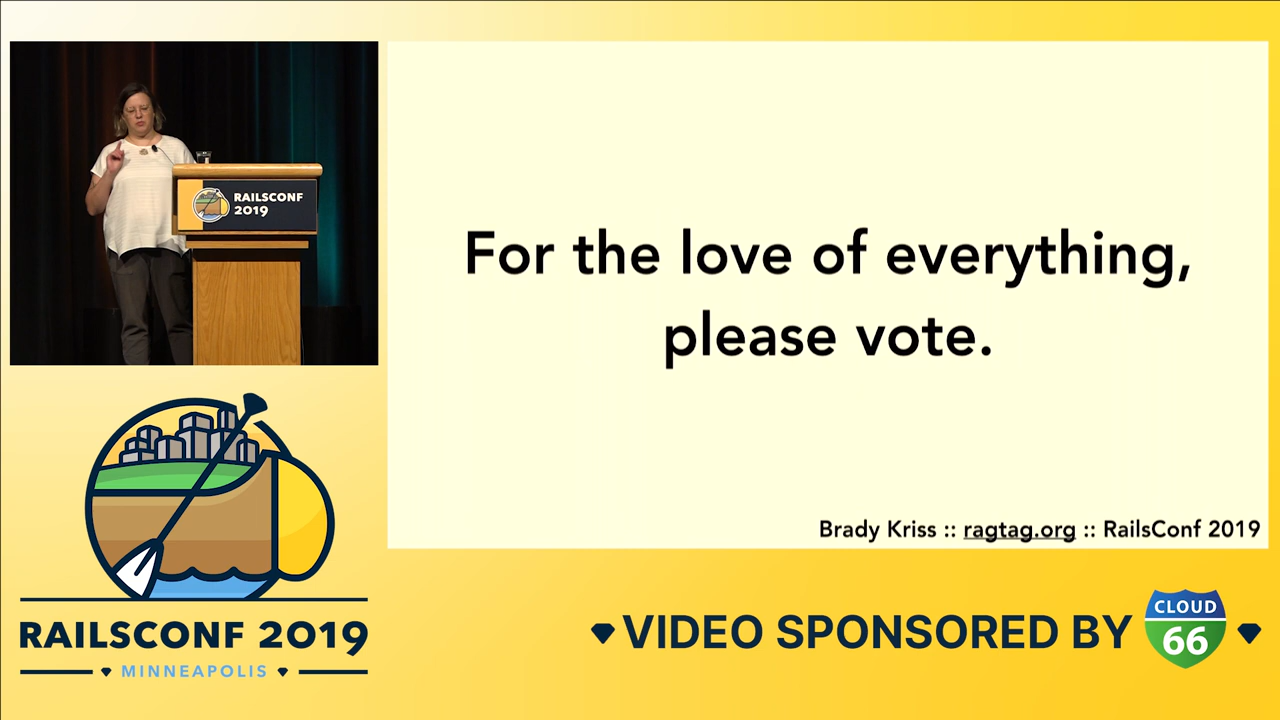 RAILSCONF
2019
For the love of everything,
please vote.
Brady Kriss :: ragtag.org :: RailsConf 2019
RAILSCONF 2019
MINNEAPOLIS
VIDEO SPONSORED BY
CLOUD
66